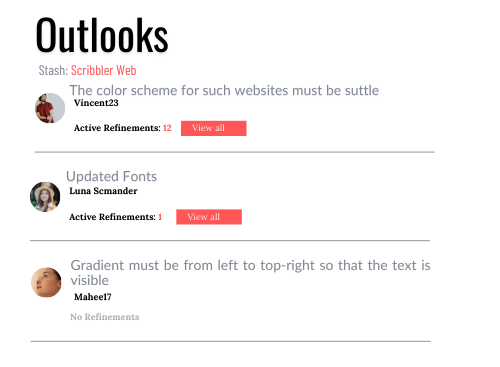 Outlooks
Stash: Scribbler Web
The color scheme for such websites must be suttle
Vincent23
Active Refinements: 12 View all
Updated Fonts
Luna Scmander
Active Refinements: 1 View all
Gradient must be from left to top-right so that the text is
visible
Mahee17
No Refinements